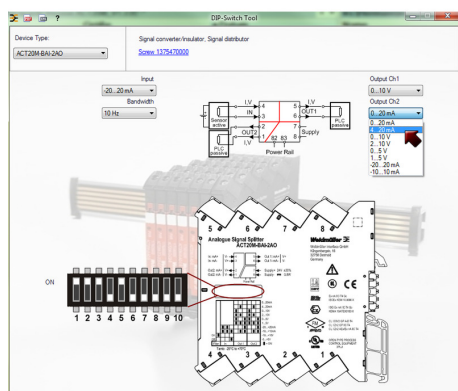 DIP-Switch Tool
Device Type:
ACT20M-BAI-2AO
Signal converter/insulator, Signal distributor
Screw 1375470000
Input
-20...20 mA
Bandwidth
10 Hz
Output Ch1
0...10 V
Output Ch2
0...20 mA
0...20 mA
4...20 mA
0...10 V
2...10 V
0...5 V
1...5 V
-20...20 mA
-10...10 mA
I,V
IN
Sensor
active
OUT2
I,V
PLC
passive
4
3
2
1
5
6
7
8
82 83
I,V
OUT1
Supply
PLC
passive
Power Rail
5 6 7 8
Analogue Signal Splitter
ACT20M-BAI-2AO
Weidmüller
ON
1 2 3 4 5 6 7 8 9 10
4 3 2 1